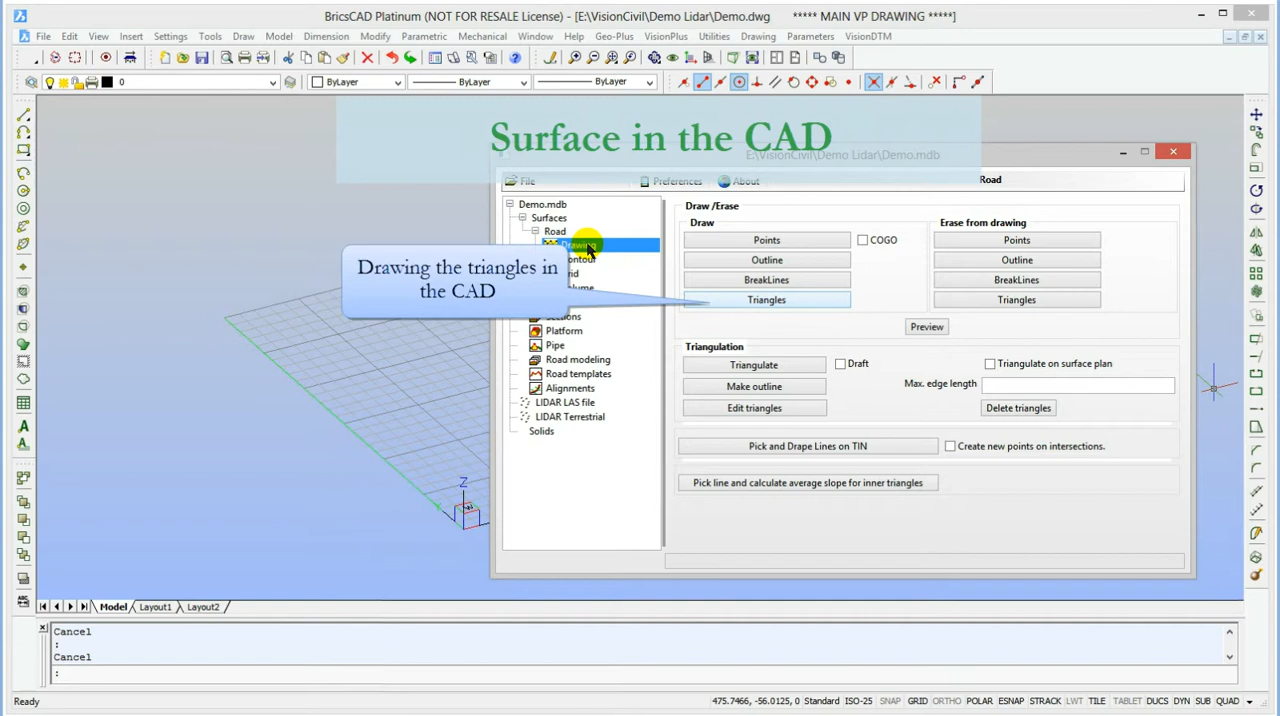 BricsCAD Platinum (NOT FOR RESALE License) - [E:\VisionCivil\Demo Lidar\Demo.dwg ***** MAIN VP DRAWING *****]
File Edit View Insert Settings Tools Draw Model Dimension Modify Parametric Mechanical Window Help Geo-Plus VisionPlus Utilities Drawing Parameters VisionDTM
0 ByLayer ByLayer ByLayer
Surface in the CAD
E:\VisionCivil\Demo Lidar\Demo.mdb
File Preferences About Road
Demo.mdb
Surfaces
Road
Drawing
Drawing the triangles in
the CAD
Platform
Pipe
Road modeling
Road templates
Alignments
LIDAR LAS file
LIDAR Terrestrial
Solids
Draw /Erase
Draw
Points COGO
Outline
BreakLines
Triangles
Erase from drawing
Points
Outline
BreakLines
Triangles
Preview
Triangulation
Triangulate Draft Triangulate on surface plan
Make outline Max. edge length
Edit triangles Delete triangles
Pick and Drape Lines on TIN Create new points on intersections.
Pick line and calculate average slope for inner triangles
Z
Model Layout1 Layout2
Cancel
:
Cancel
:
Ready 475.7466, -56.0125, 0 Standard ISO-25 SNAP GRID ORTHO POLAR ESNAP STRACK LWT TILE TABLET DUCS DYN SUB QUAD